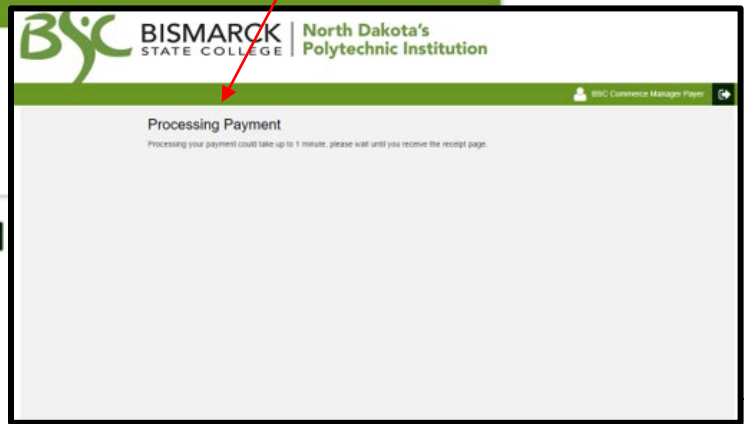 BSC
BISMARCK
STATE COLLEGE
North Dakota's
Polytechnic Institution
BSC Commerce Manager Payer
Processing Payment
Processing your payment could take up to 1 minute, please wait until you receive the receipt page.